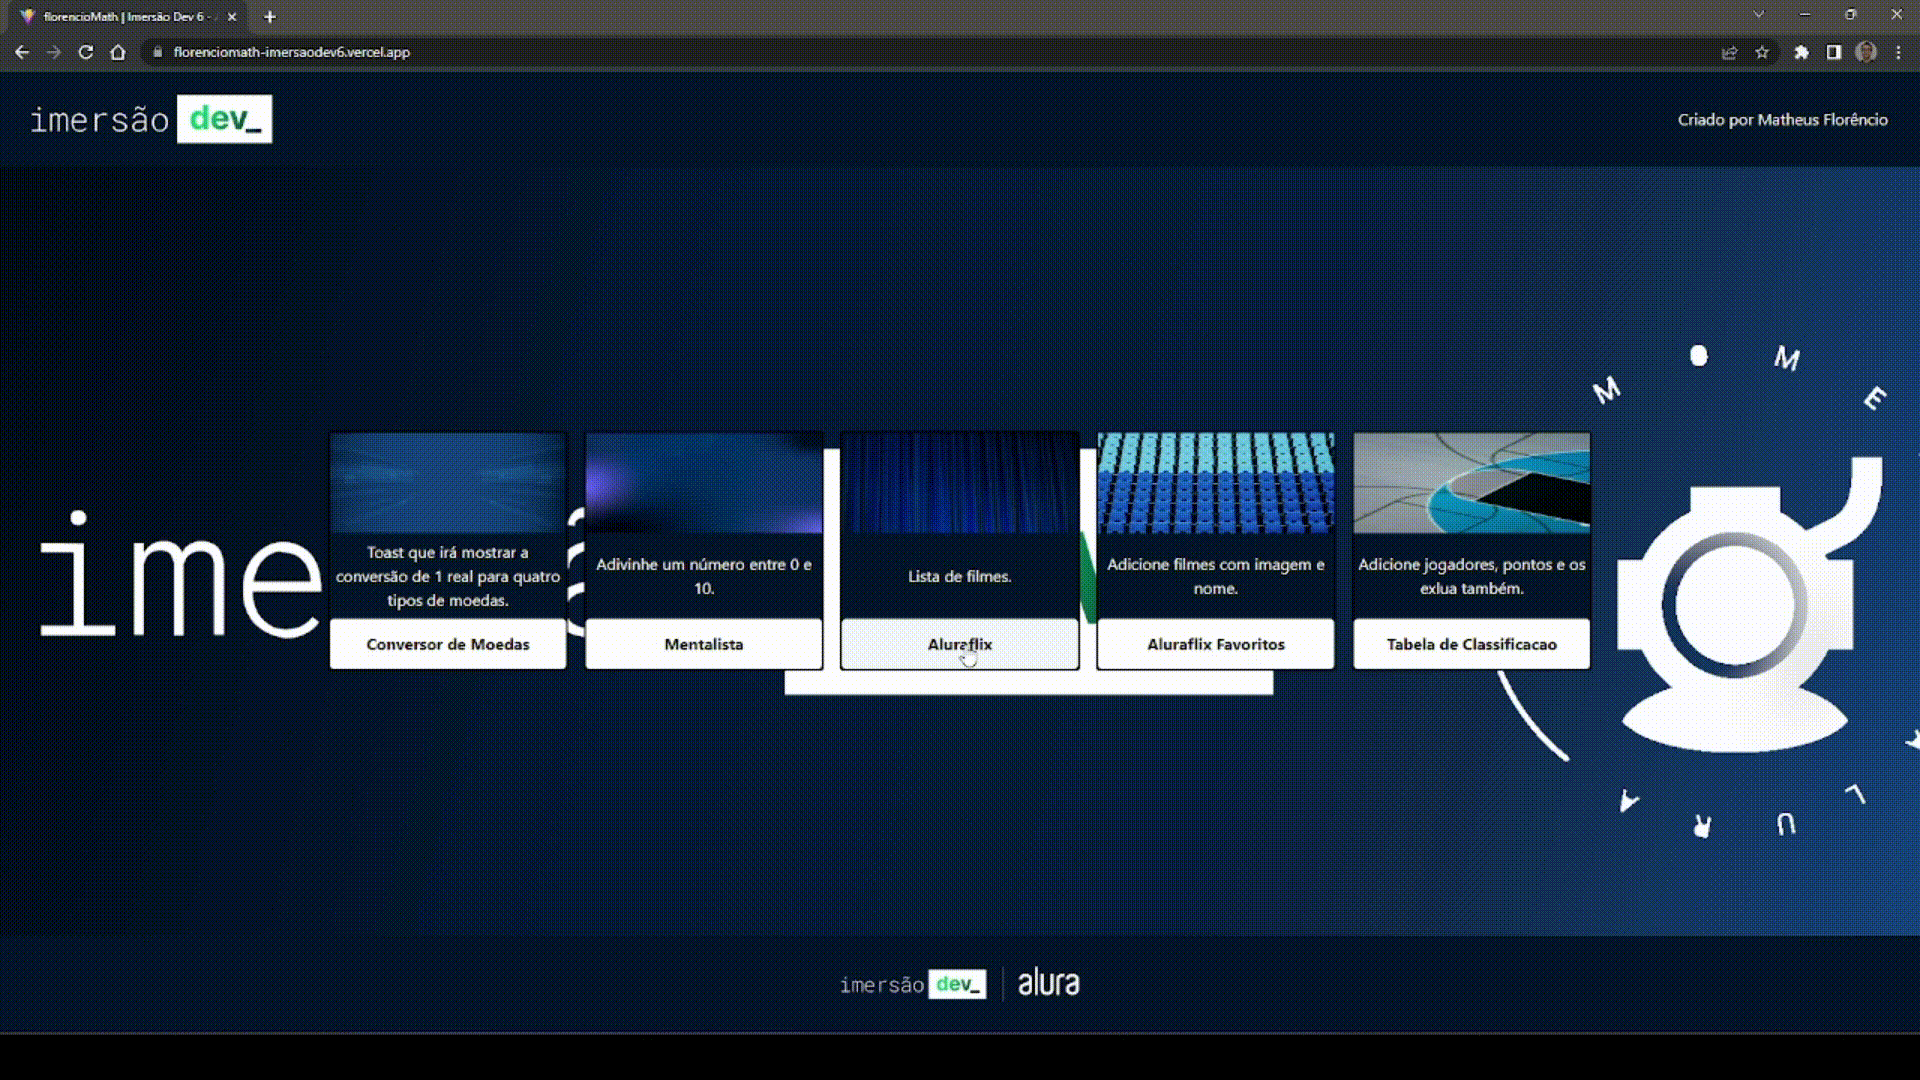 florencioMath | Imersão Dev 6 -
florenciomath-imersaodev6.vercel.app
imersão dev_
Criado por Matheus Florêncio
M
M
E
ime
Toast que irá mostrar a
conversão de 1 real para quatro
tipos de moedas.
Conversor de Moedas
Adivinhe um número entre 0 e
10.
Mentalista
Lista de filmes.
Aluraflix
Adicione filmes com imagem e
nome.
Aluraflix Favoritos
Adicione jogadores, pontos e os
exlua também.
Tabela de Classificacao
A
R
U
L
imersão dev_ | alura